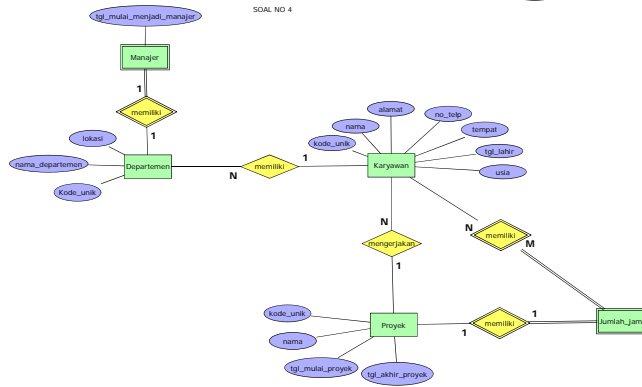 SOAL NO 4
tgl_mulai_menjadi_manajer
Manajer
1
memiliki
1
lokasi
nama_departemen
Kode_unik
Departemen
N
memiliki
1
alamat
nama
no_telp
kode_unik
tempat
tgl_lahir
usia
Karyawan
N
mengerjakan
1
N
memiliki
M
kode_unik
nama
tgl_mulai_proyek
tgl_akhir_proyek
Proyek
1
memiliki
1
Jumlah_jam